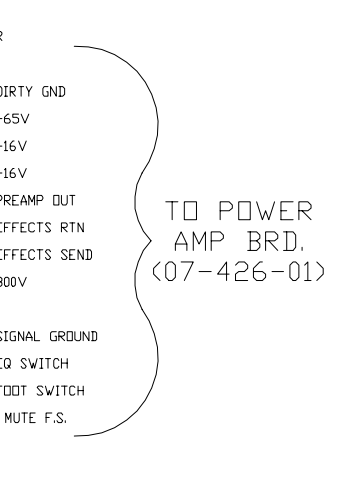 R
DIRTY GND
-65V
-16V
-16V
PREAMP OUT
EFFECTS RTN
EFFECTS SEND
300V
SIGNAL GROUND
EQ SWITCH
FOOT SWITCH
MUTE F.S.
TO POWER
AMP BRD.
(07-426-01)